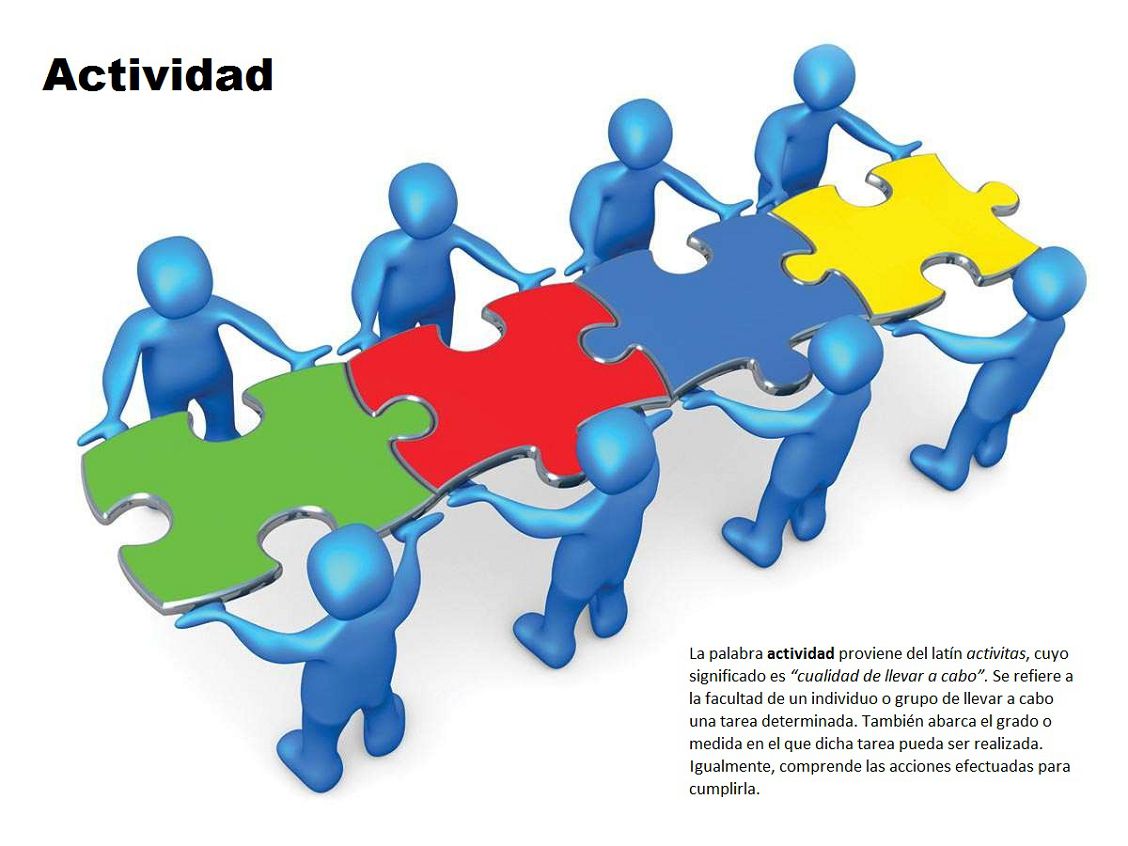 Actividad
La palabra actividad proviene del latín activitas, cuyo
significado es “cualidad de llevar a cabo”. Se refiere a
la facultad de un individuo o grupo de llevar a cabo
una tarea determinada. También abarca el grado o
medida en el que dicha tarea pueda ser realizada.
Igualmente, comprende las acciones efectuadas para
cumplirla.